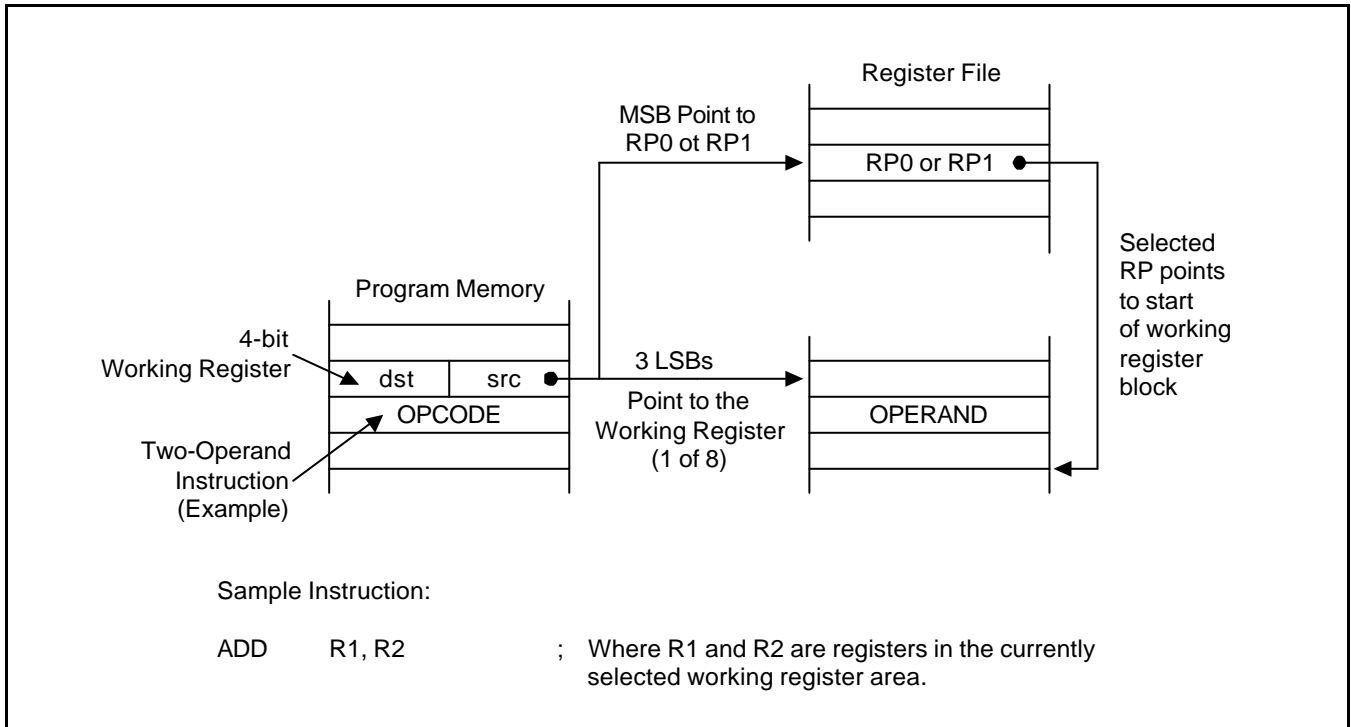 Register File
MSB Point to
RP0 ot RP1
RP0 or RP1
Selected
RP points
to start
of working
register
block
Program Memory
4-bit
Working Register
dst src
3 LSBs
OPCODE
Point to the
Working Register
(1 of 8)
OPERAND
Two-Operand
Instruction
(Example)
Sample Instruction:
ADD R1, R2 ; Where R1 and R2 are registers in the currently
selected working register area.